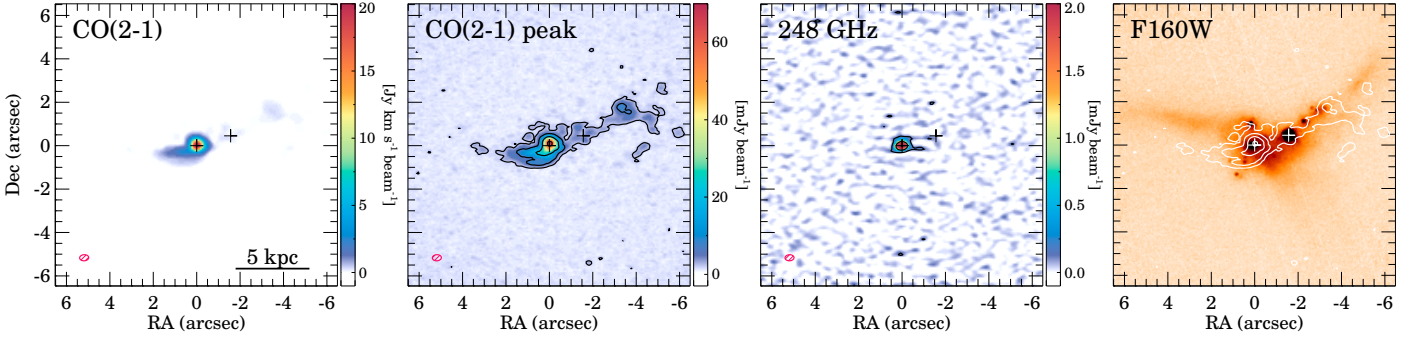 CO(2-1)
CO(2-1) peak
248 GHz
F160W
5 kpc
Dec (arcsec)
6
4
2
0
-2
-4
-6
6 4 2 0 -2 -4 -6
RA (arcsec)
20
15
10
5
0
[Jy km s⁻¹ beam⁻¹]
6 4 2 0 -2 -4 -6
RA (arcsec)
60
40
20
0
[mJy beam⁻¹]
6 4 2 0 -2 -4 -6
RA (arcsec)
2.0
1.5
1.0
0.5
0.0
[mJy beam⁻¹]
6 4 2 0 -2 -4 -6
RA (arcsec)